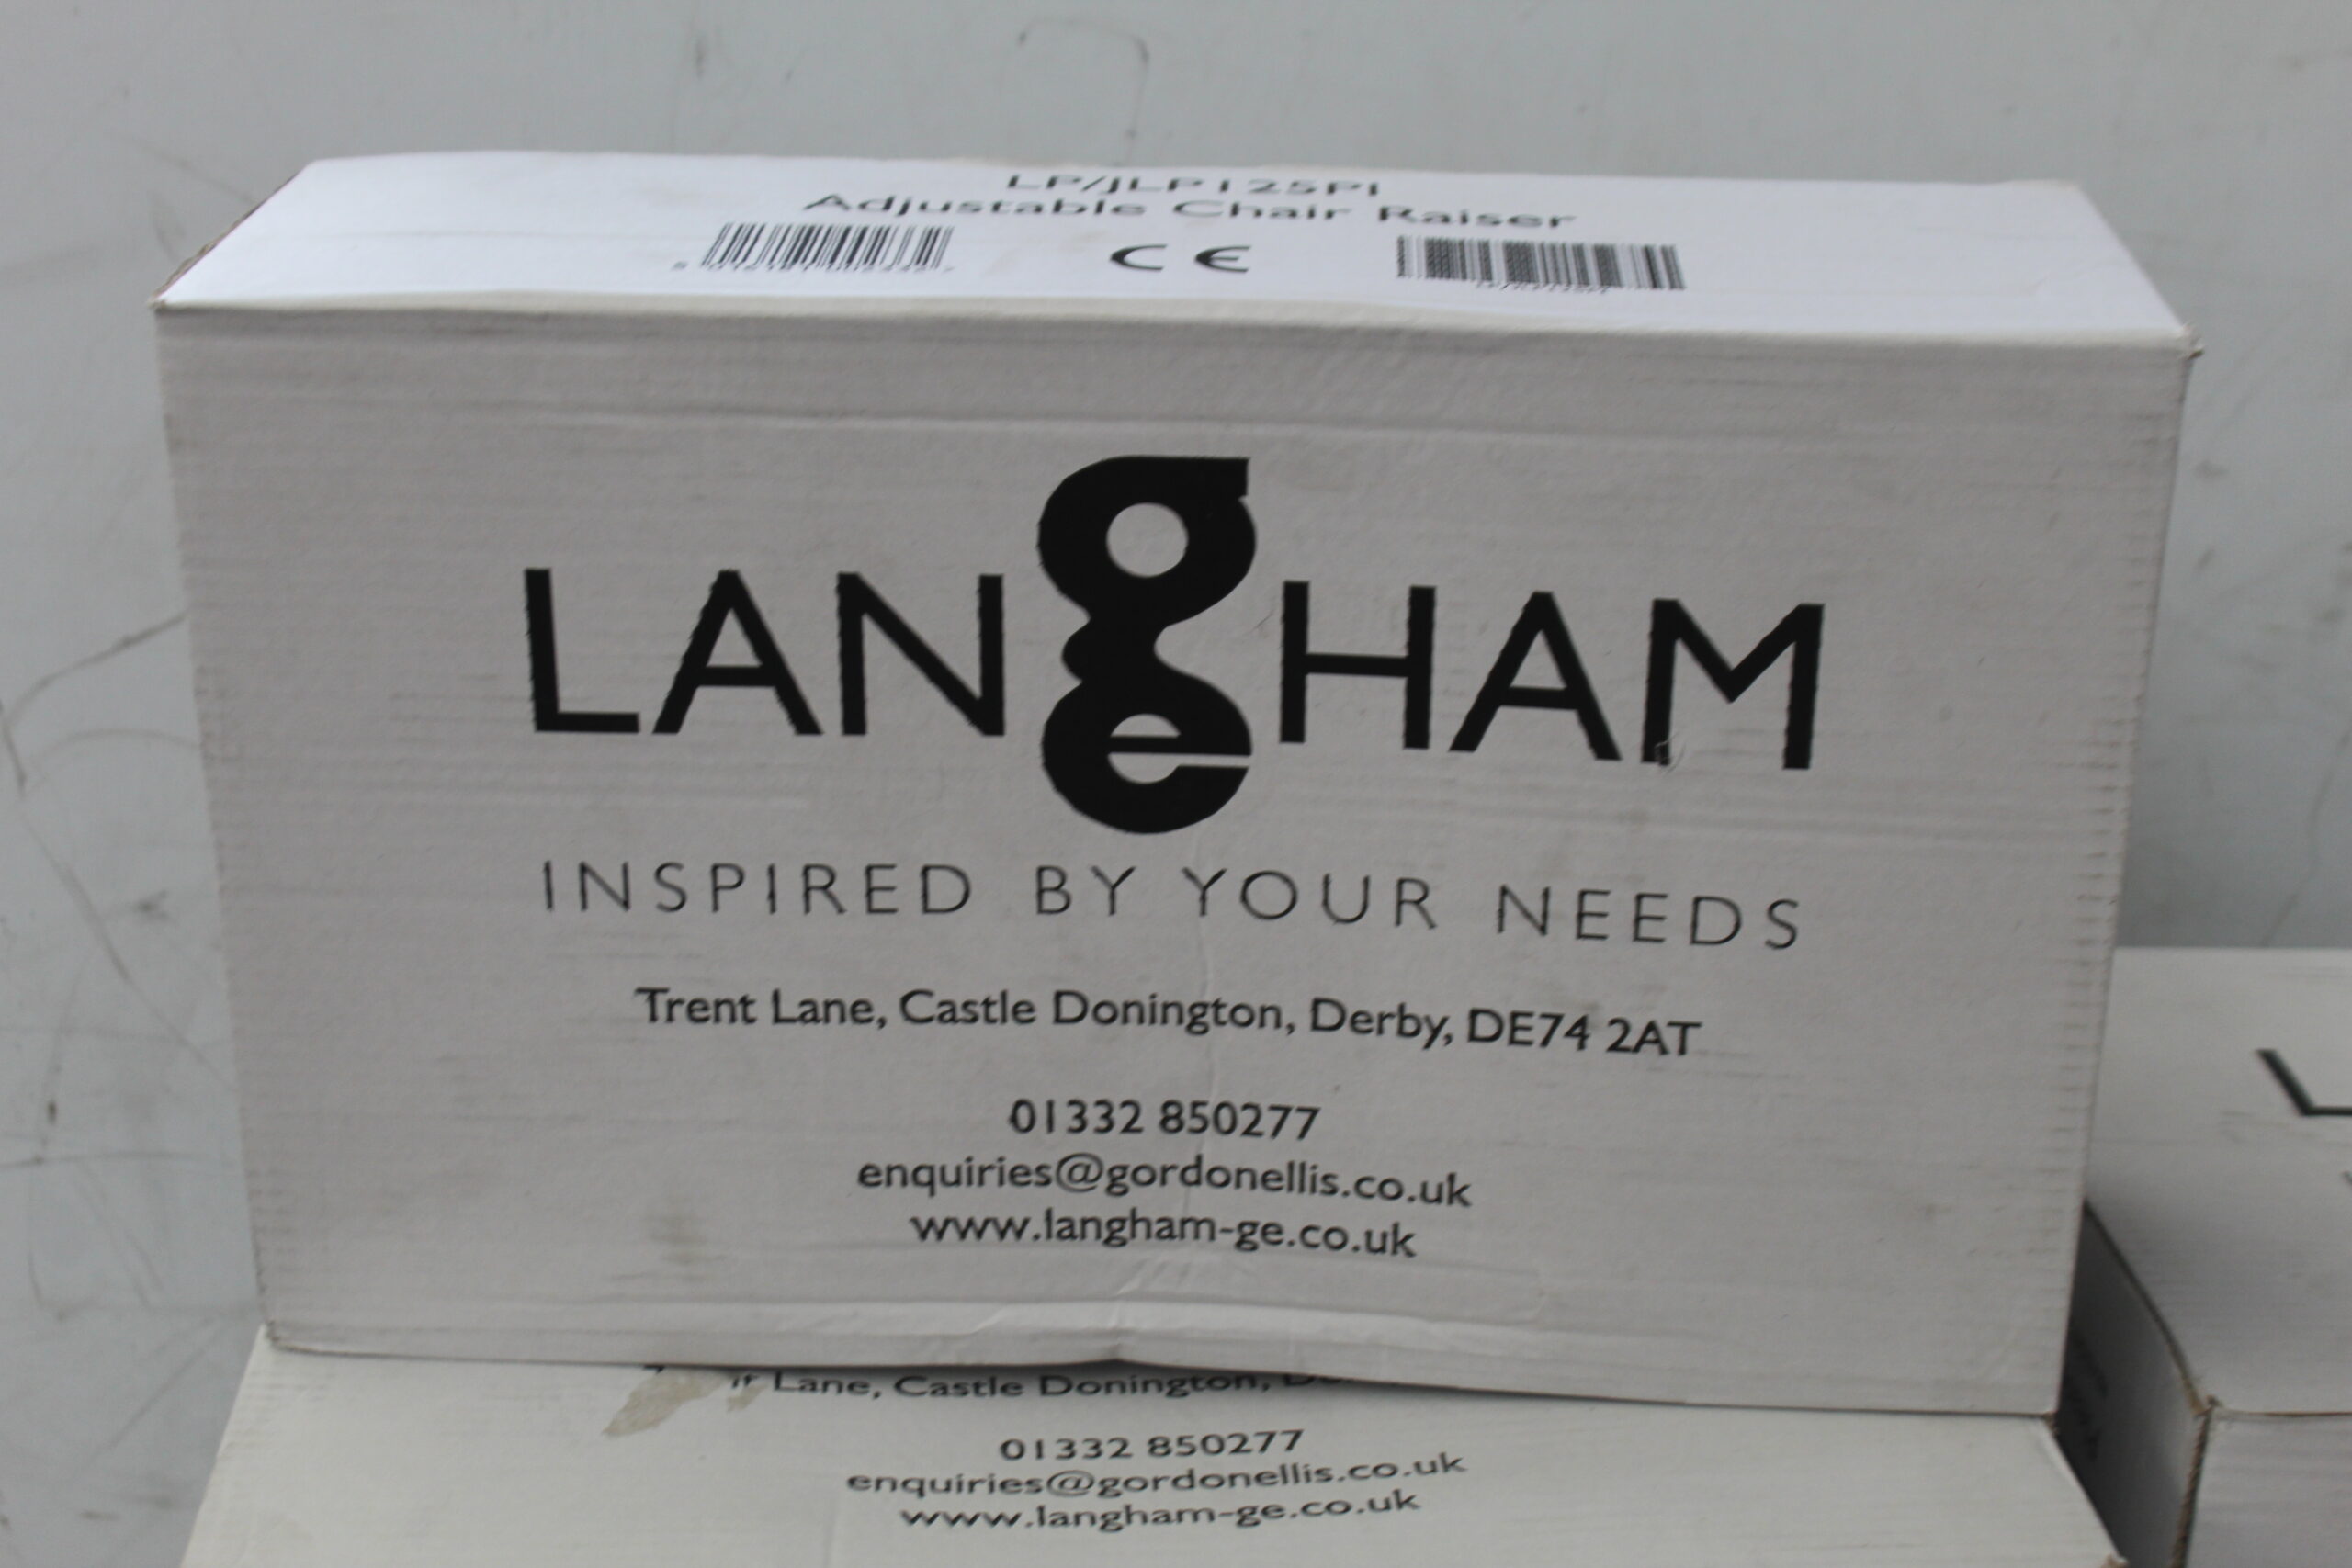 LP/JLP125PI
Adjustable Chair Raiser
CE
LANgHAM
ge
INSPIRED BY YOUR NEEDS
Trent Lane, Castle Donington, Derby, DE74 2AT
01332 850277
enquiries@gordonellis.co.uk
www.langham-ge.co.uk
Lane, Castle Donington,
01332 850277
enquiries@gordonellis.co.uk
www.langham-ge.co.uk
L